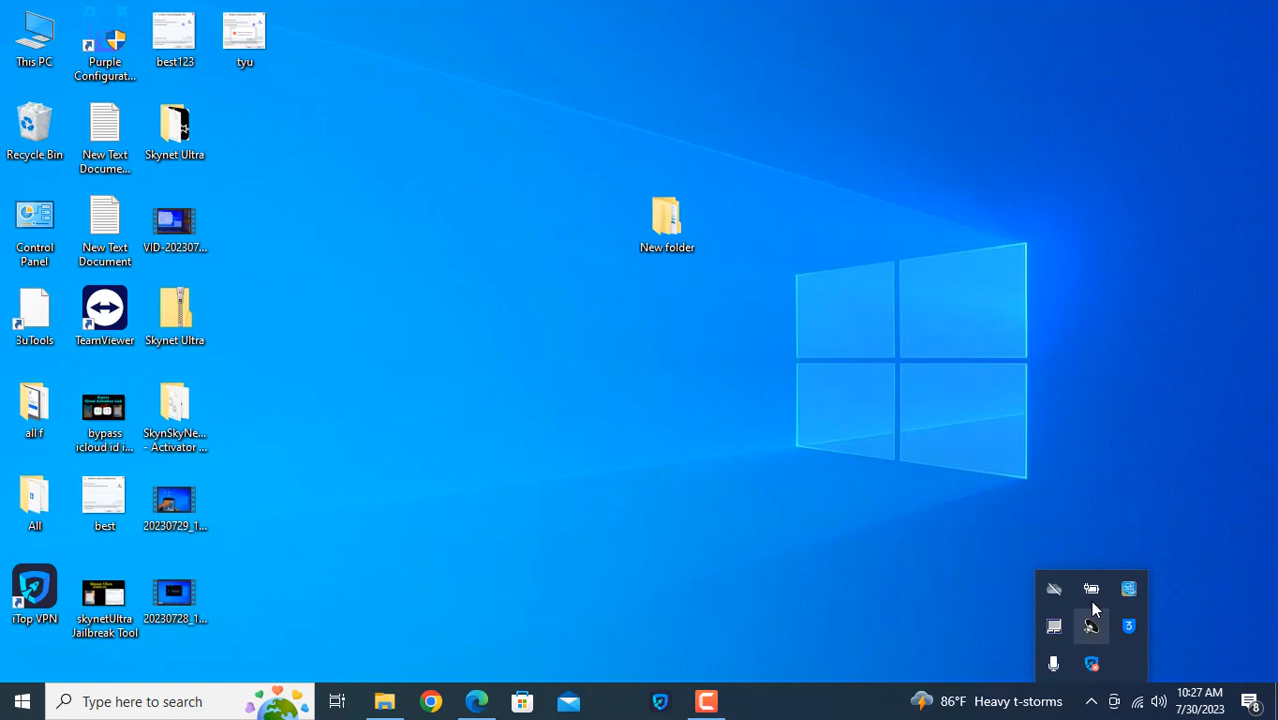 This PC
Purple
Configurat...
best123
tyu
Recycle Bin
New Text
Docume...
Skynet Ultra
Control
Panel
New Text
Document
VID-202307...
New folder
3uTools
TeamViewer
Skynet Ultra
all f
bypass
icloud id i...
SkynSkyNe...
- Activator ...
All
best
20230729_1...
iTop VPN
skynetUltra
Jailbreak Tool
20230728_1...
Type here to search
86°F Heavy t-storms
10:27 AM
7/30/2023
8